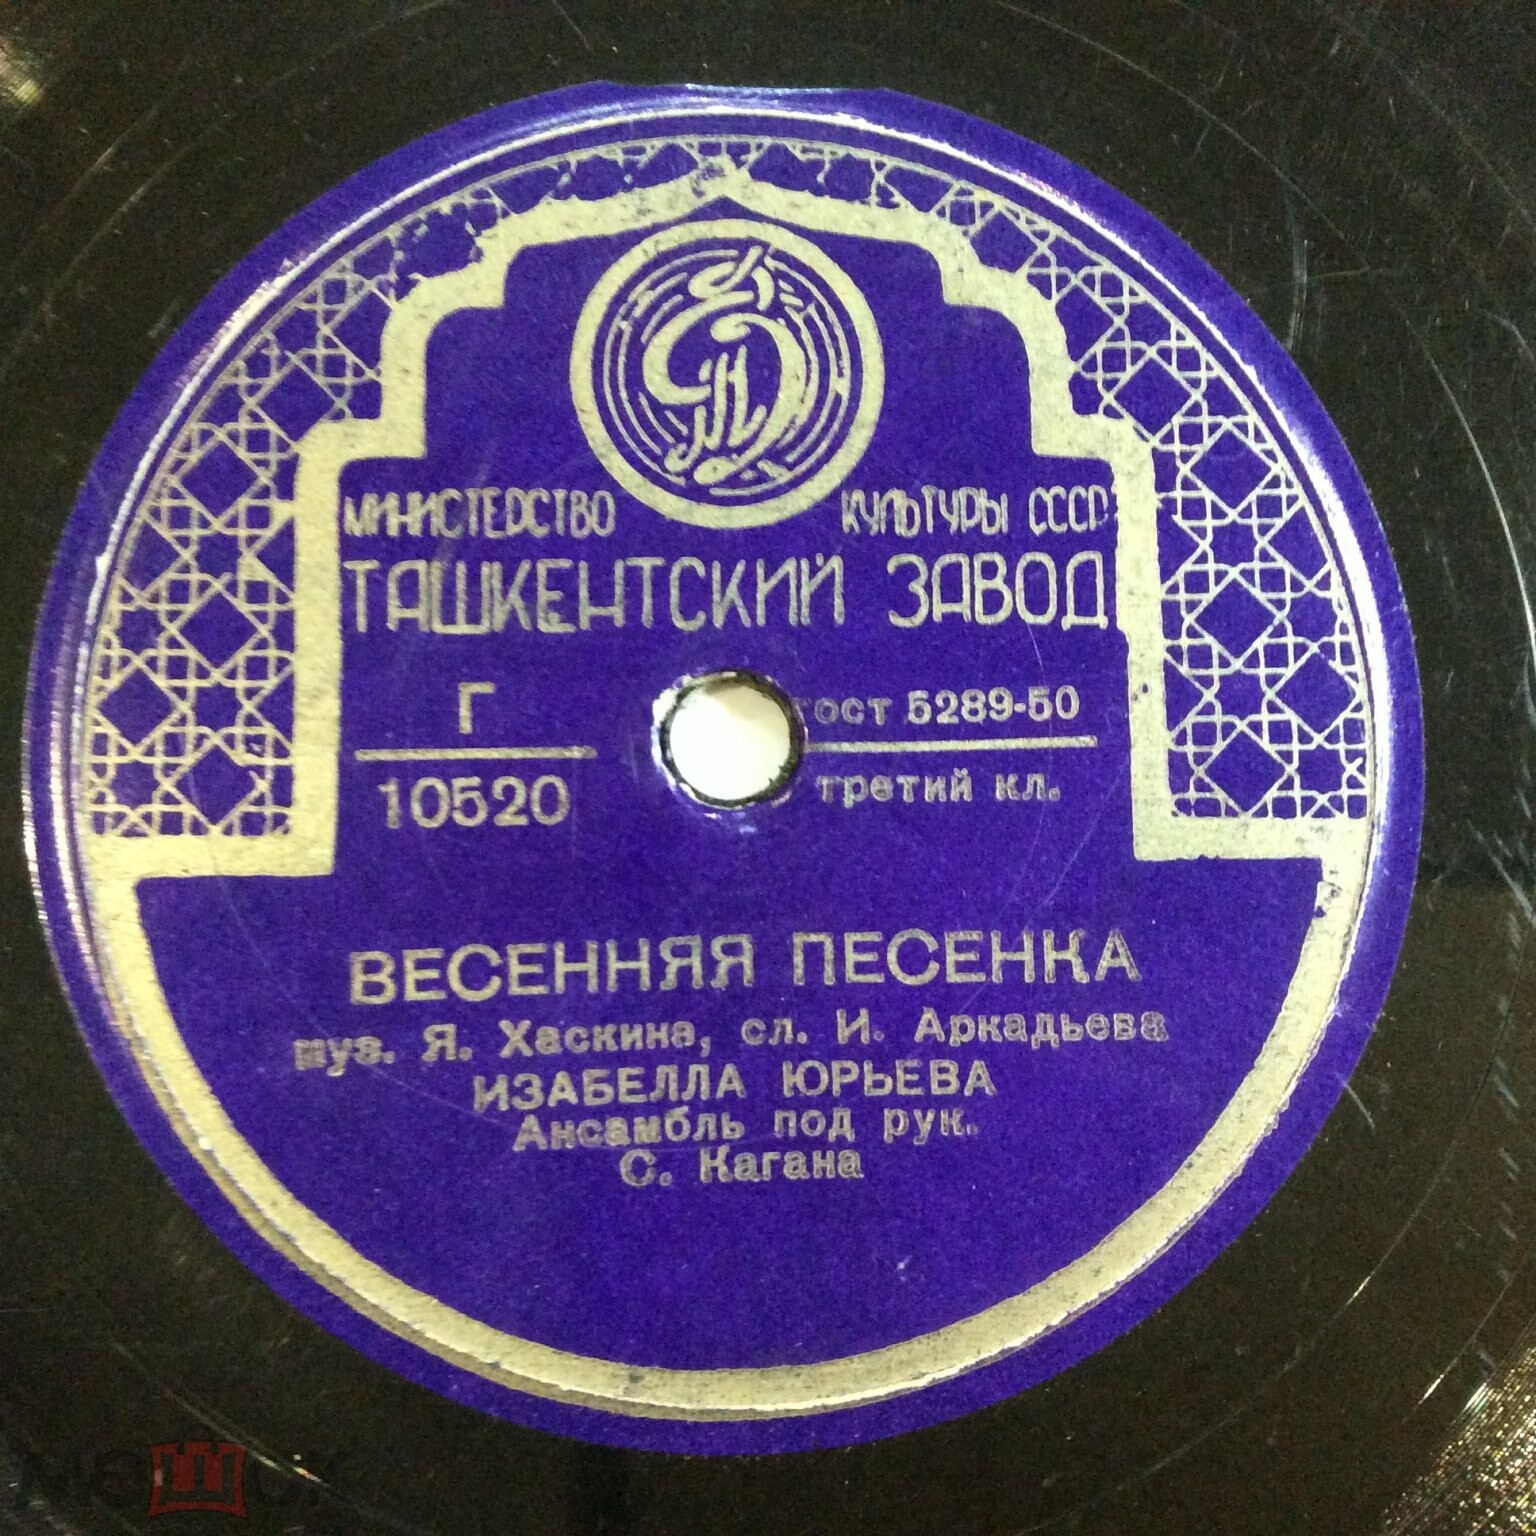 МИНИСТЕРСТВО КУЛЬТУРЫ СССР
ТАШКЕНТСКИЙ ЗАВОД
Г ГОСТ 5289-50
10520 третий кл.
ВЕСЕННЯЯ ПЕСЕНКА
муз. Я. Хаскина, сл. И. Аркадьева
ИЗАБЕЛЛА ЮРЬЕВА
Ансамбль под рук.
С. Кагана